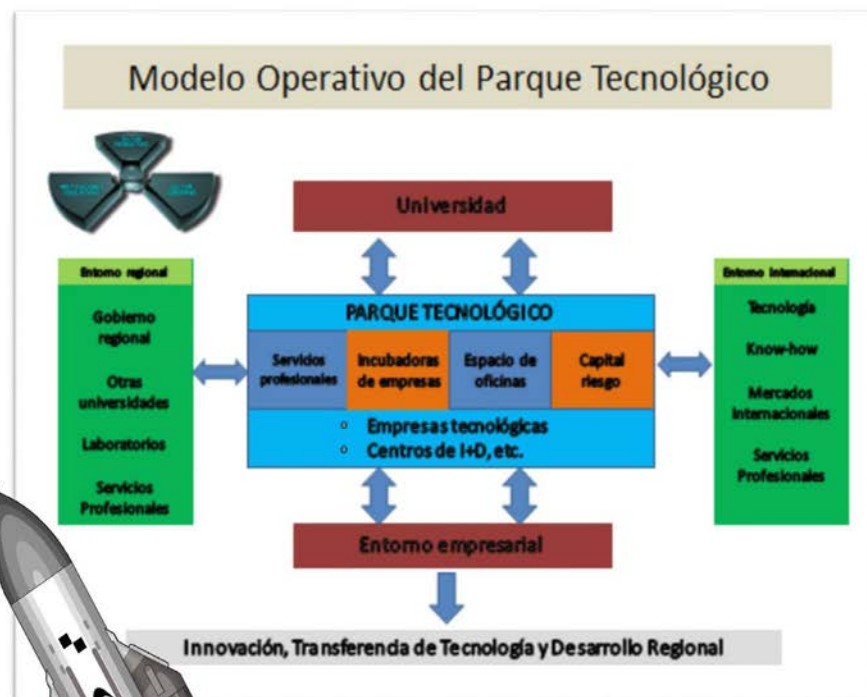 Modelo Operativo del Parque Tecnológico
Universidad
Entorno regional
Gobierno
regional
Otras
universidades
Laboratorios
Servicios
Profesionales
PARQUE TECNOLÓGICO
Servicios
profesionales
Incubadoras
de empresas
Espacio de
oficinas
Capital
riesgo
Empresas tecnológicas
Centros de I+D, etc.
Entorno internacional
Tecnología
Know-how
Mercados
internacionales
Servicios
Profesionales
Entorno empresarial
Innovación, Transferencia de Tecnología y Desarrollo Regional